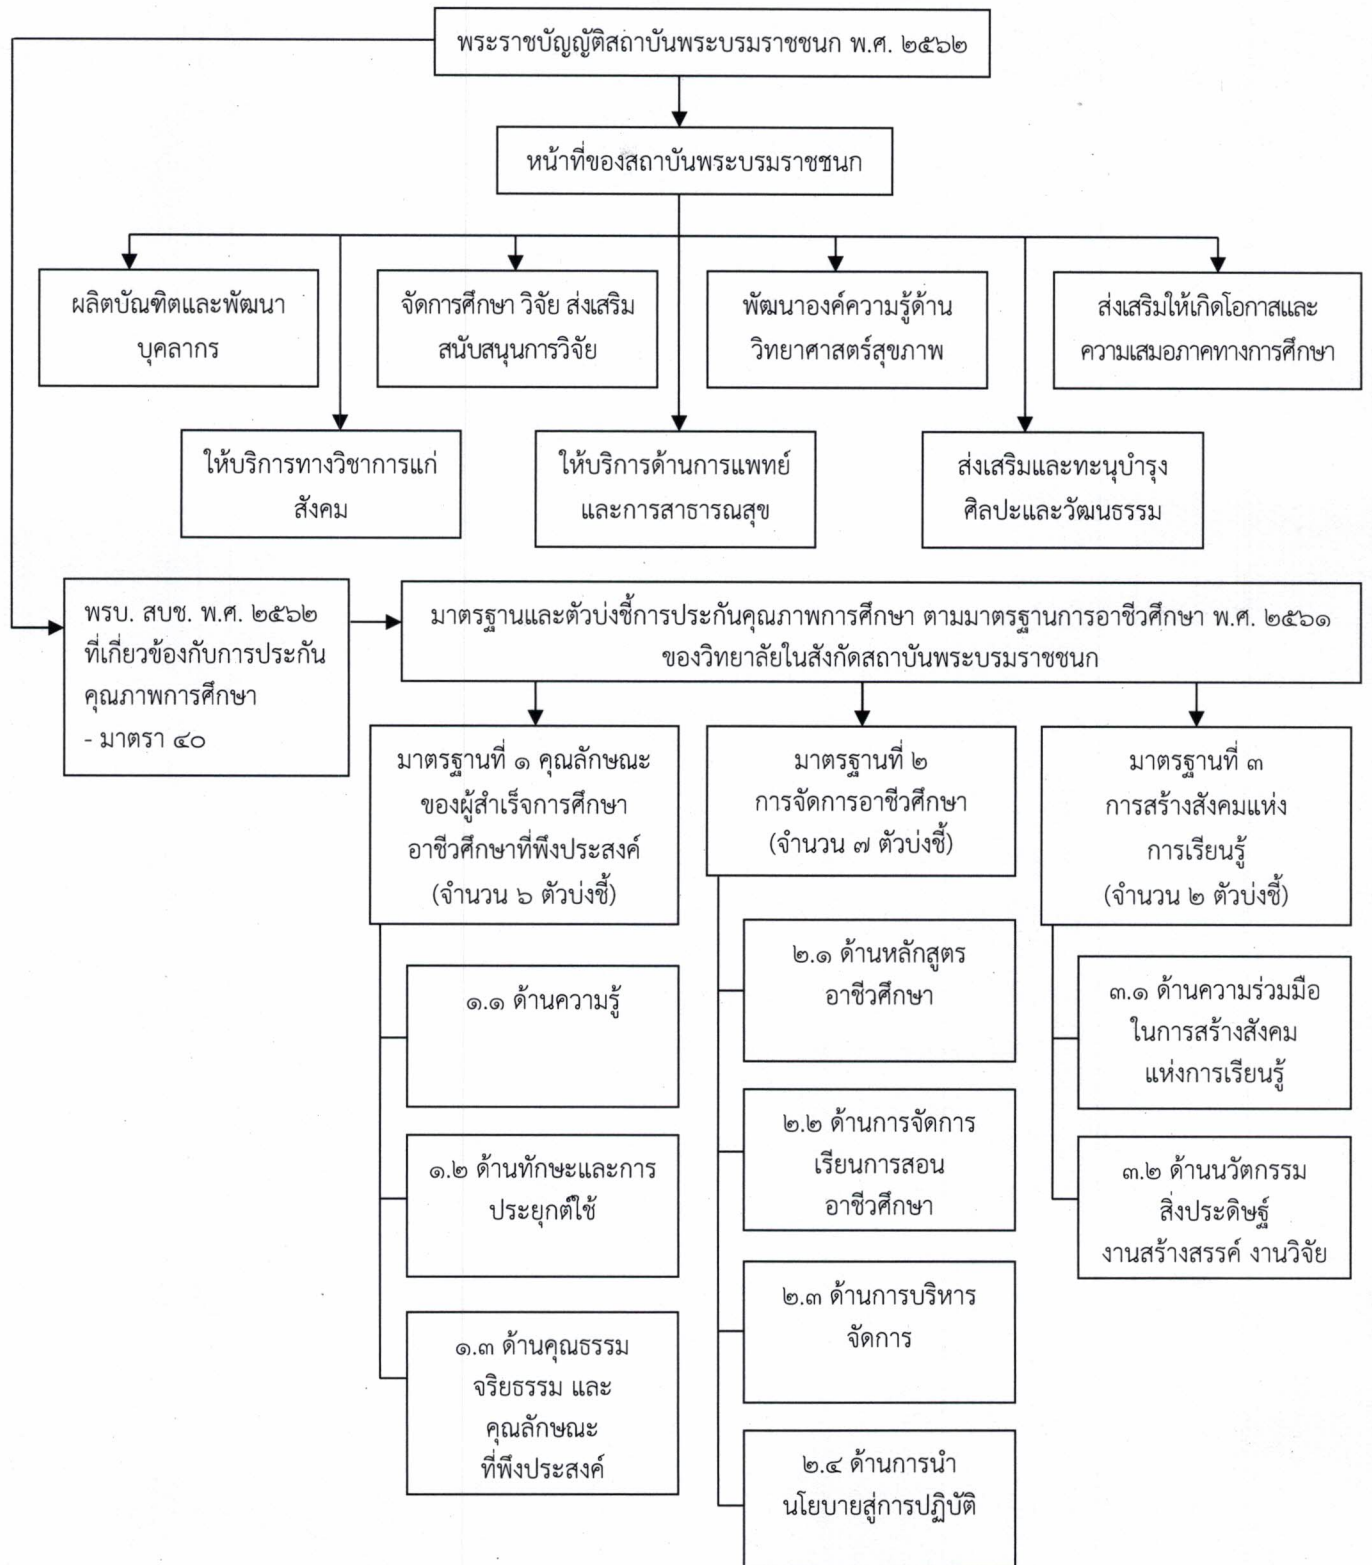 พระราชบัญญัติสถาบันพระบรมราชชนก พ.ศ. ๒๕๖๒
หน้าที่ของสถาบันพระบรมราชชนก
ผลิตบัณฑิตและพัฒนา
บุคลากร
จัดการศึกษา วิจัย ส่งเสริม
สนับสนุนการวิจัย
พัฒนาองค์ความรู้ด้าน
วิทยาศาสตร์สุขภาพ
ส่งเสริมให้เกิดโอกาสและ
ความเสมอภาคทางการศึกษา
ให้บริการทางวิชาการแก่
สังคม
ให้บริการด้านการแพทย์
และการสาธารณสุข
ส่งเสริมและทะนุบำรุง
ศิลปะและวัฒนธรรม
พรบ. สบช. พ.ศ. ๒๕๖๒
ที่เกี่ยวข้องกับการประกัน
คุณภาพการศึกษา
- มาตรา ๔๐
มาตรฐานและตัวบ่งชี้การประกันคุณภาพการศึกษา ตามมาตรฐานการอาชีวศึกษา พ.ศ. ๒๕๖๑
ของวิทยาลัยในสังกัดสถาบันพระบรมราชชนก
มาตรฐานที่ ๑ คุณลักษณะ
ของผู้สำเร็จการศึกษา
อาชีวศึกษาที่พึงประสงค์
(จำนวน ๖ ตัวบ่งชี้)
๑.๑ ด้านความรู้
๑.๒ ด้านทักษะและการ
ประยุกต์ใช้
๑.๓ ด้านคุณธรรม
จริยธรรม และ
คุณลักษณะ
ที่พึงประสงค์
มาตรฐานที่ ๒
การจัดการอาชีวศึกษา
(จำนวน ๗ ตัวบ่งชี้)
๒.๑ ด้านหลักสูตร
อาชีวศึกษา
๒.๒ ด้านการจัดการ
เรียนการสอน
อาชีวศึกษา
๒.๓ ด้านการบริหาร
จัดการ
๒.๔ ด้านการนำ
นโยบายสู่การปฏิบัติ
มาตรฐานที่ ๓
การสร้างสังคมแห่ง
การเรียนรู้
(จำนวน ๒ ตัวบ่งชี้)
๓.๑ ด้านความร่วมมือ
ในการสร้างสังคม
แห่งการเรียนรู้
๓.๒ ด้านนวัตกรรม
สิ่งประดิษฐ์
งานสร้างสรรค์ งานวิจัย